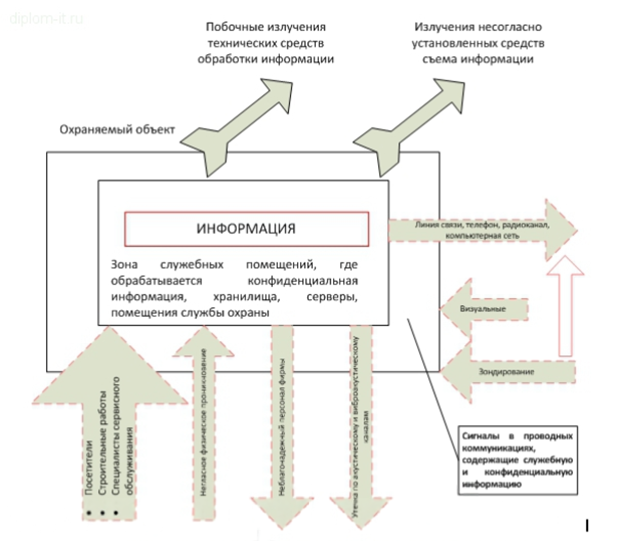 diplom-it.ru
Побочные излучения
технических средств
обработки информации
Излучения несогласно
установленных средств
съема информации
Охраняемый объект
ИНФОРМАЦИЯ
Зона служебных помещений, где
обрабатывается конфиденциальная
информация, хранилища, серверы,
помещения службы охраны
Линия связи, телефон, радиоканал,
компьютерная сеть
Визуальные
Зондирование
• Посетители
• Строительные работы
• Специалисты сервисного
обслуживания
Негласное физическое проникновение
Неблагонадежный персонал фирмы
Утечка по акустическому и виброакустическому
каналам
Сигналы в проводных
коммуникациях,
содержащие служебную
и конфиденциальную
информацию